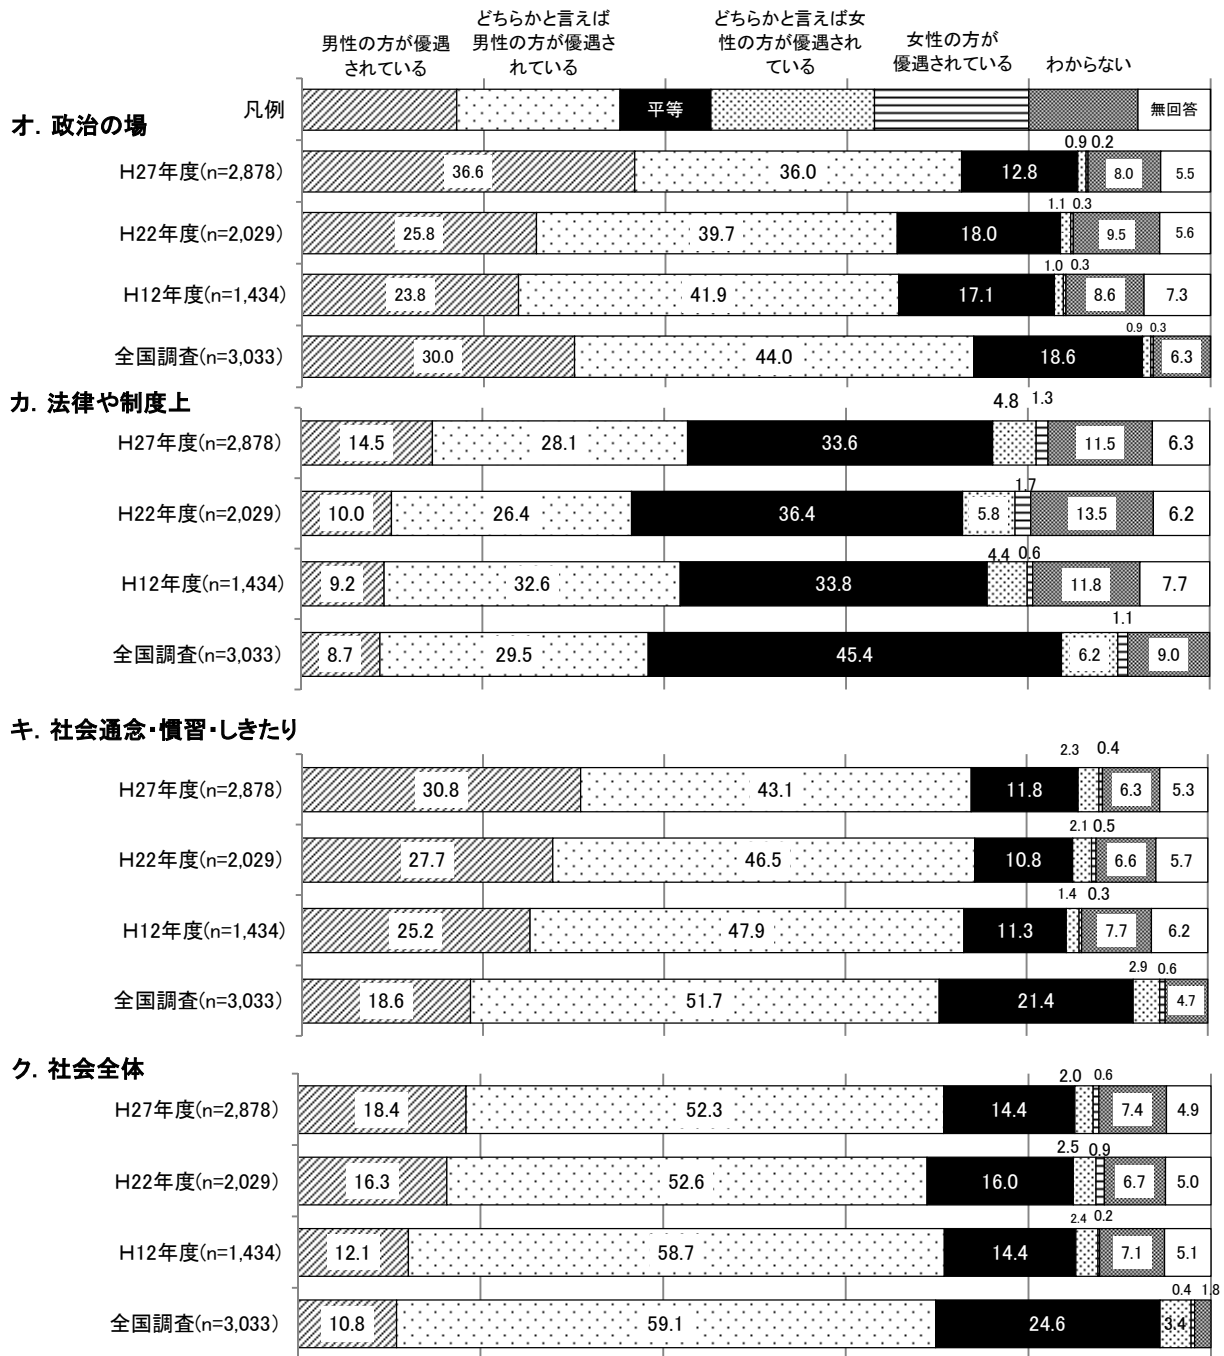 男性の方が優遇
されている
どちらかと言えば
男性の方が優遇さ
れている
どちらかと言えば女
性の方が優遇され
ている
女性の方が
優遇されている
わからない
凡例
平等
無回答
オ．政治の場
0.9 0.2
H27年度(n=2,878) 36.6 36.0 12.8 8.0 5.5
1.1 0.3
H22年度(n=2,029) 25.8 39.7 18.0 9.5 5.6
1.0 0.3
H12年度(n=1,434) 23.8 41.9 17.1 8.6 7.3
0.9 0.3
全国調査(n=3,033) 30.0 44.0 18.6 6.3
カ．法律や制度上
4.8 1.3
H27年度(n=2,878) 14.5 28.1 33.6 11.5 6.3
1.7
H22年度(n=2,029) 10.0 26.4 36.4 5.8 13.5 6.2
4.4 0.6
H12年度(n=1,434) 9.2 32.6 33.8 11.8 7.7
1.1
全国調査(n=3,033) 8.7 29.5 45.4 6.2 9.0
キ．社会通念・慣習・しきたり
2.3 0.4
H27年度(n=2,878) 30.8 43.1 11.8 6.3 5.3
2.1 0.5
H22年度(n=2,029) 27.7 46.5 10.8 6.6 5.7
1.4 0.3
H12年度(n=1,434) 25.2 47.9 11.3 7.7 6.2
2.9 0.6
全国調査(n=3,033) 18.6 51.7 21.4 4.7
ク．社会全体
2.0 0.6
H27年度(n=2,878) 18.4 52.3 14.4 7.4 4.9
2.5 0.9
H22年度(n=2,029) 16.3 52.6 16.0 6.7 5.0
2.4 0.2
H12年度(n=1,434) 12.1 58.7 14.4 7.1 5.1
0.4 1.8
全国調査(n=3,033) 10.8 59.1 24.6 3.4